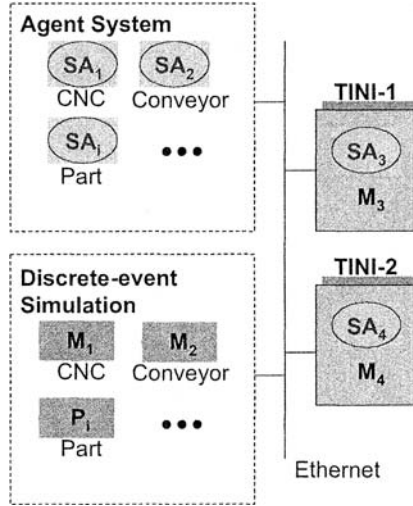 Agent System
SA1 SA2
CNC Conveyor
SAi
Part
•••
TINI-1
SA3
M3
Discrete-event
Simulation
M1 M2
CNC Conveyor
Pi
Part
•••
TINI-2
SA4
M4
Ethernet